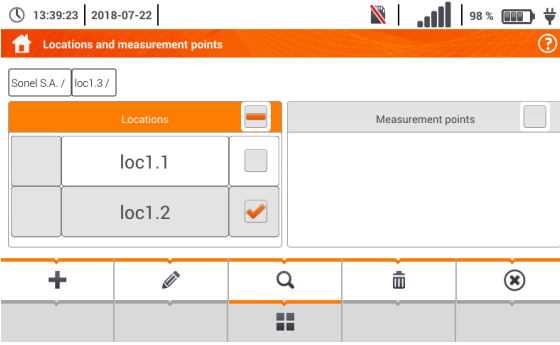 13:39:23 2018-07-22 98 %
Locations and measurement points ?
Sonel S.A. / loc1.3 /
Locations Measurement points
loc1.1
loc1.2